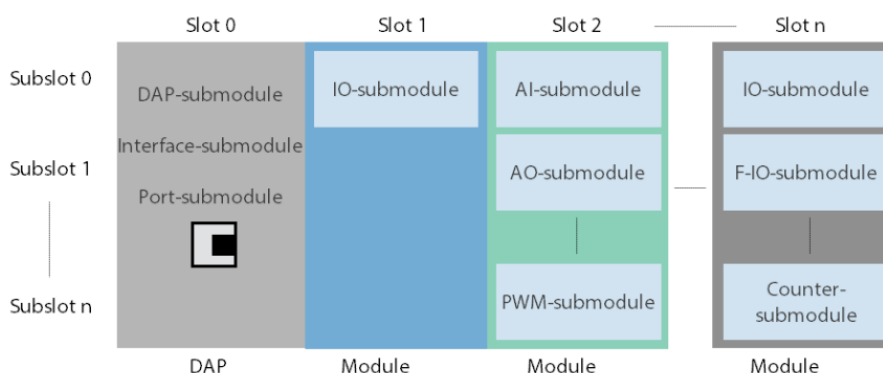 Slot 0 Slot 1 Slot 2 Slot n
Subslot 0 DAP-submodule IO-submodule AI-submodule IO-submodule
Interface-submodule
Subslot 1 AO-submodule F-IO-submodule
Port-submodule
Subslot n PWM-submodule Counter-
submodule
DAP Module Module Module